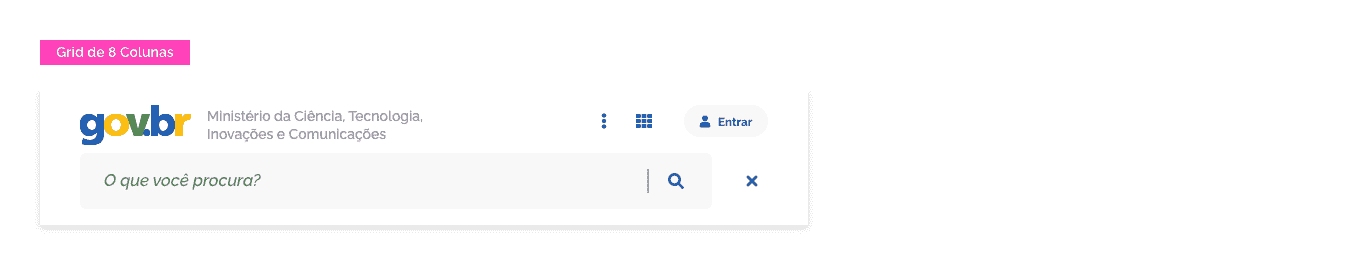 Grid de 8 Colunas
gov.br
Ministério da Ciência, Tecnologia,
Inovações e Comunicações
Entrar
O que você procura?